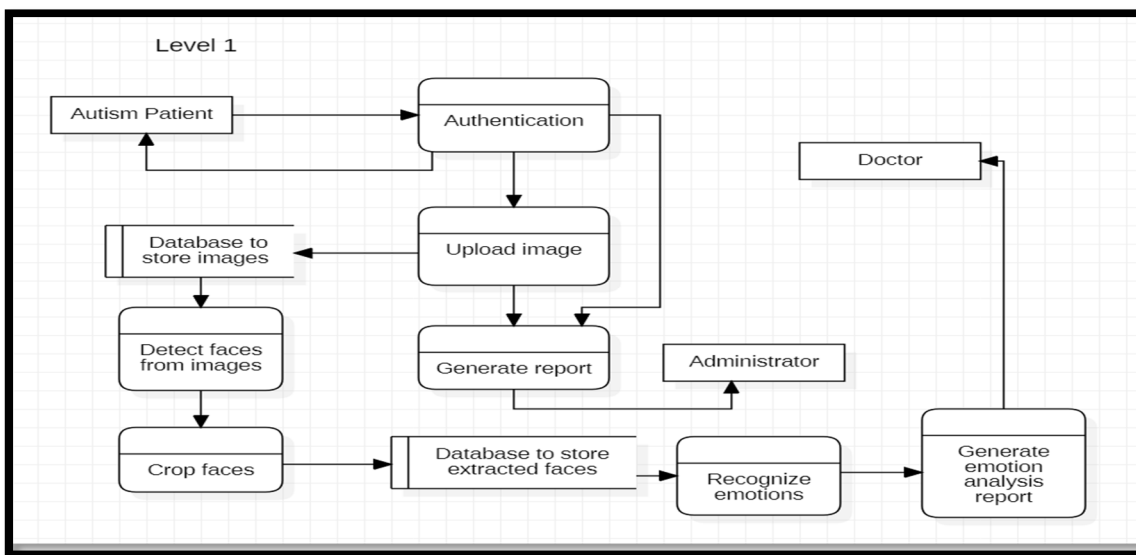 Level 1
Autism Patient
Authentication
Doctor
Database to
store images
Upload image
Detect faces
from images
Generate report
Administrator
Crop faces
Database to store
extracted faces
Recognize
emotions
Generate
emotion
analysis
report